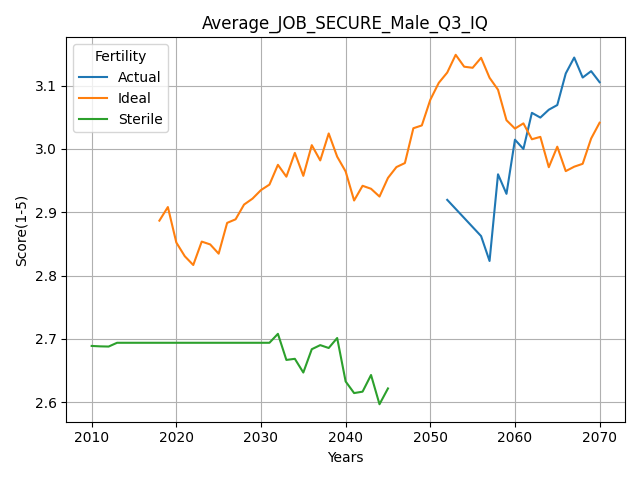 Average_JOB_SECURE_Male_Q3_IQ
Fertility
Actual
Ideal
Sterile
Score(1-5)
3.1
3.0
2.9
2.8
2.7
2.6
2010 2020 2030 2040 2050 2060 2070
Years